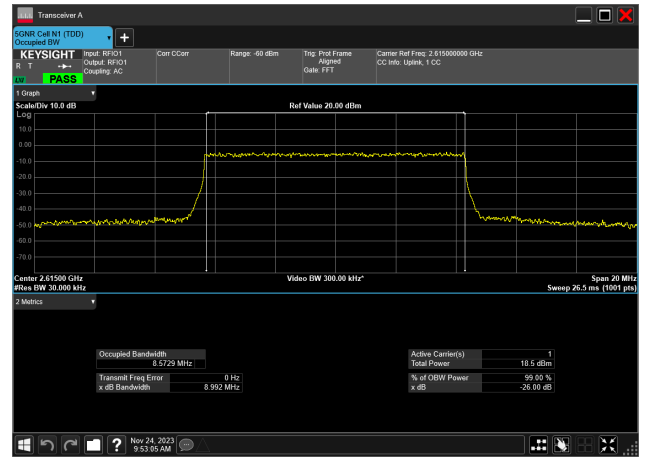 Transceiver A
5GNR Cell N1 (TDD)
Occupied BW
+
KEYSIGHT
R T
LXI
PASS
Input: RFIO1
Output: RFIO1
Coupling: AC
Corr CCorr
Range: -60 dBm
Trig: Prot Frame
Aligned
Gate: FFT
Carrier Ref Freq: 2.615000000 GHz
CC Info: Uplink, 1 CC
1 Graph
Scale/Div 10.0 dB
Ref Value 20.00 dBm
Log
10.0
0.00
-10.0
-20.0
-30.0
-40.0
-50.0
-60.0
-70.0
Center 2.61500 GHz
Video BW 300.00 kHz*
Span 20 MHz
#Res BW 30.000 kHz
Sweep 26.5 ms (1001 pts)
2 Metrics
Occupied Bandwidth
8.5729 MHz
Transmit Freq Error 0 Hz
x dB Bandwidth 8.992 MHz
Active Carrier(s) 1
Total Power 18.5 dBm
% of OBW Power 99.00 %
x dB -26.00 dB
?
Nov 24, 2023
9:53:05 AM